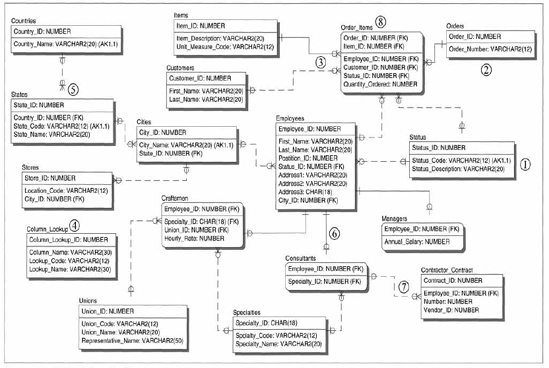 Countries
Country_ID: NUMBER
Country_Name: VARCHAR2(20) (AK1.1)
Items
Item_ID: NUMBER
Item_Description: VARCHAR2(20)
Unit_Measure_Code: VARCHAR2(12)
8
Order_Items
Order_ID: NUMBER (FK)
Item_ID: NUMBER (FK)
Employee_ID: NUMBER (FK)
Customer_ID: NUMBER (FK)
Status_ID: NUMBER (FK)
Quantity_Ordered: NUMBER
Orders
Order_ID: NUMBER
Order_Number: VARCHAR2(12)
2
3
Customers
Customer_ID: NUMBER
First_Name: VARCHAR2(20)
Last_Name: VARCHAR2(20)
5
States
State_ID: NUMBER
Country_ID: NUMBER (FK)
State_Code: VARCHAR2(12) (AK1.1)
State_Name: VARCHAR2(20)
Cities
City_ID: NUMBER
City_Name: VARCHAR2(20) (AK1.1)
State_ID: NUMBER (FK)
Employees
Employee_ID: NUMBER
First_Name: VARCHAR2(20)
Last_Name: VARCHAR2(20)
Position_ID: NUMBER
Status_ID: NUMBER (FK)
Address1: VARCHAR2(20)
Address2: VARCHAR2(20)
Address3: CHAR(18)
City_ID: NUMBER (FK)
Status
Status_ID: NUMBER
Status_Code: VARCHAR2(12) (AK1.1)
Status_Description: VARCHAR2(20)
1
Stores
Store_ID: NUMBER
Location_Code: VARCHAR2(12)
City_ID: NUMBER (FK)
Craftsmen
Employee_ID: NUMBER (FK)
Specialty_ID: CHAR(18) (FK)
Union_ID: NUMBER (FK)
Hourly_Rate: NUMBER
Managers
Employee_ID: NUMBER (FK)
Annual_Salary: NUMBER
Column_Lookup
4
Column_Lookup_ID: NUMBER
Column_Name: VARCHAR2(30)
Lookup_Code: VARCHAR2(12)
Lookup_Name: VARCHAR2(30)
6
Consultants
Employee_ID: NUMBER (FK)
Specialty_ID: NUMBER (FK)
7
Contractor_Contract
Contract_ID: NUMBER
Employee_ID: NUMBER (FK)
Number: NUMBER
Vendor_ID: NUMBER
Unions
Union_ID: NUMBER
Union_Code: VARCHAR2(12)
Union_Name: VARCHAR2(20)
Representative_Name: VARCHAR2(50)
Specialties
Specialty_ID: CHAR(18)
Spcialty_Code: VARCHAR2(12)
Specialty_Name: VARCHAR2(20)